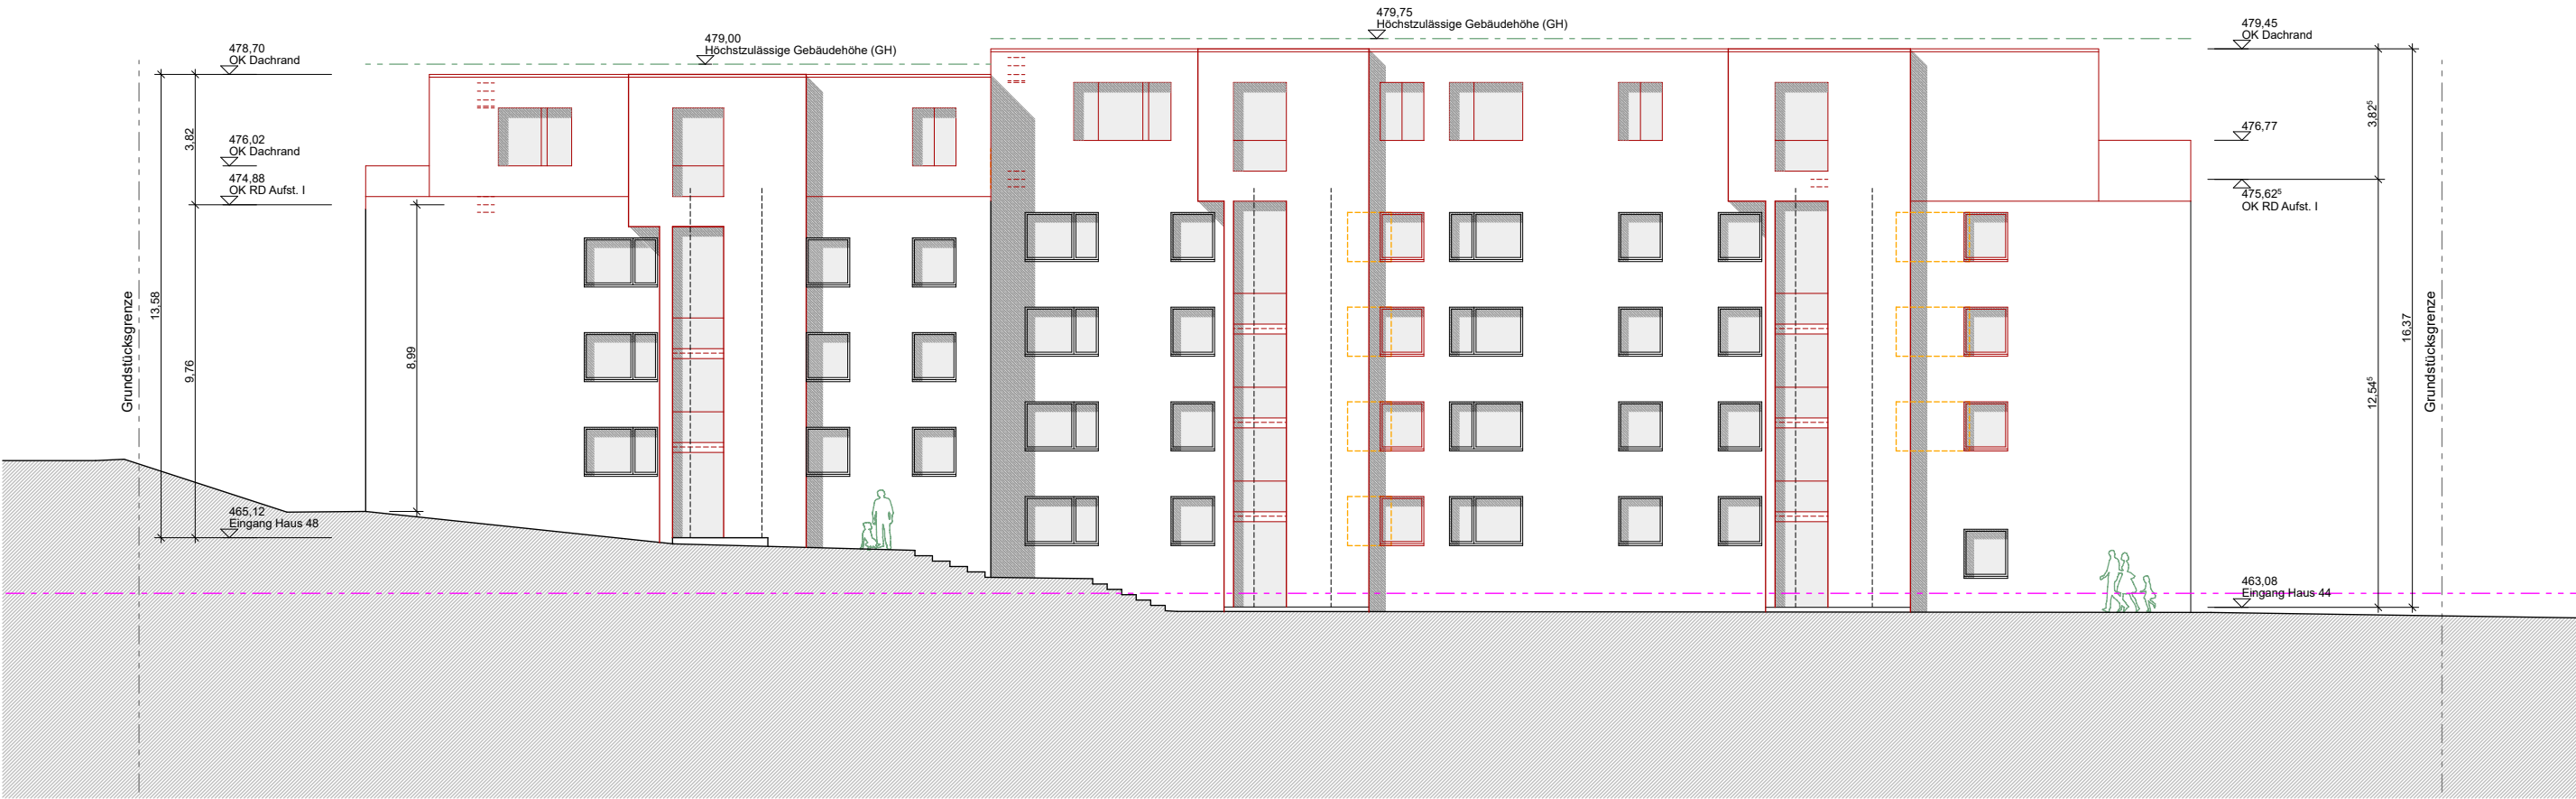 479,75
Höchstzulässige Gebäudehöhe (GH)
479,00
Höchstzulässige Gebäudehöhe (GH)
478,70
OK Dachrand
476,02
OK Dachrand
474,88
OK RD Aufst. I
465,12
Eingang Haus 48
Grundstücksgrenze
13,58
3,82
9,76
8,99
479,45
OK Dachrand
476,77
475,62⁵
OK RD Aufst. I
463,08
Eingang Haus 44
3,82⁵
12,54⁵
16,37
Grundstücksgrenze